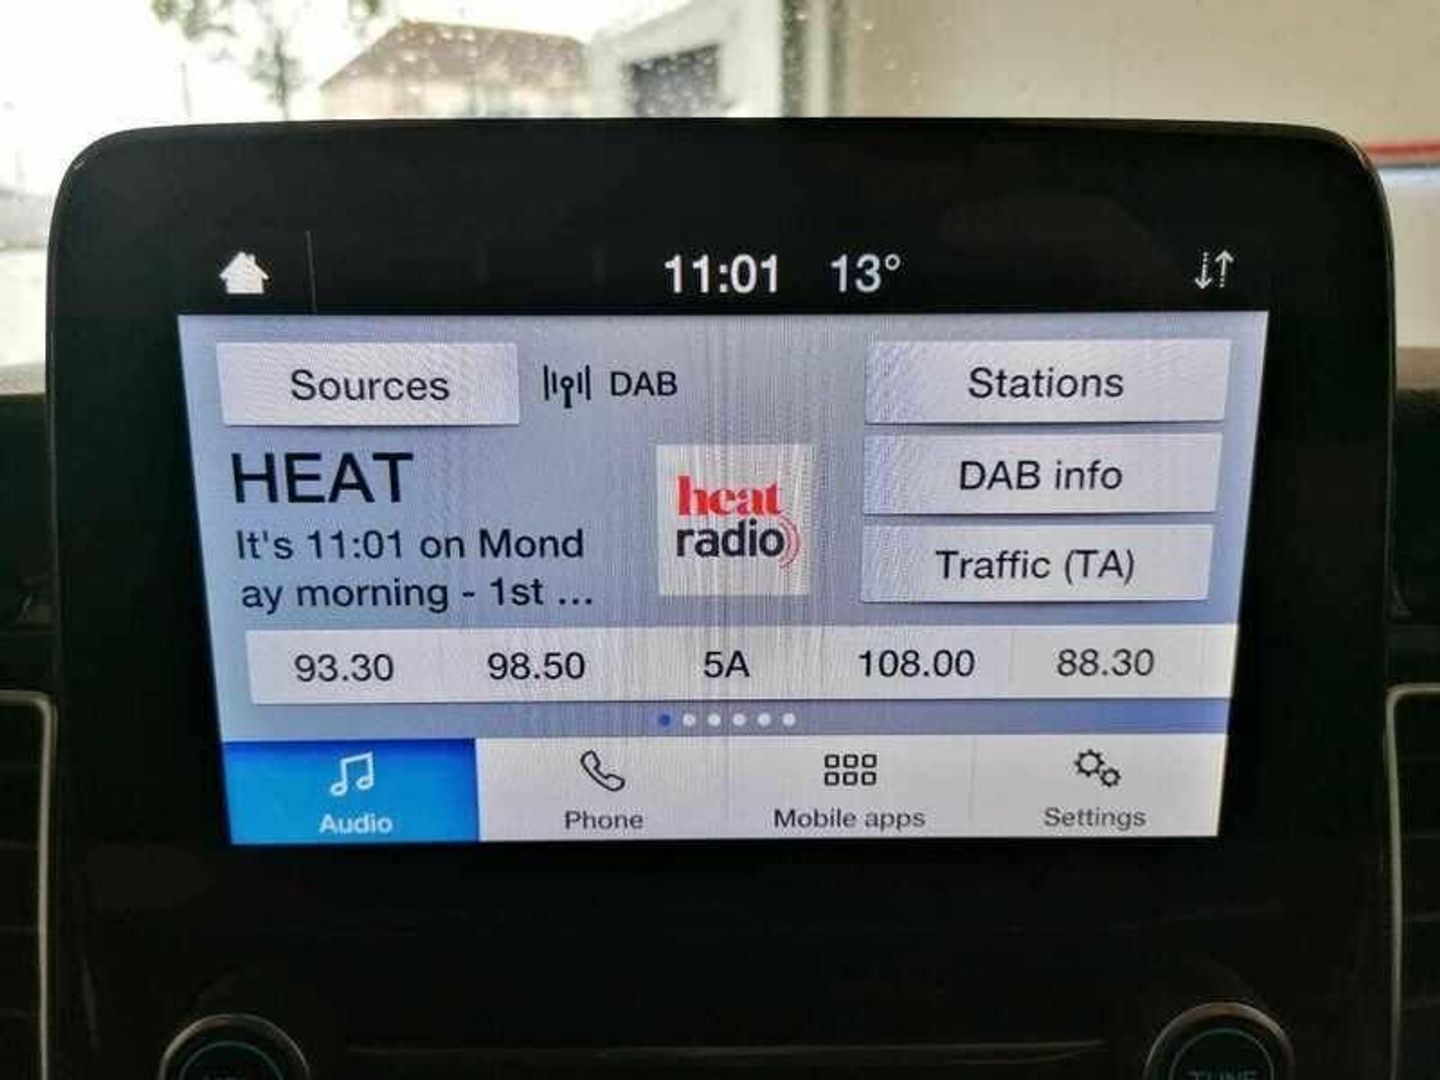 11:01 13°
Sources DAB Stations
HEAT
heat
radio
DAB info
It's 11:01 on Mond
ay morning - 1st ...
Traffic (TA)
93.30 98.50 5A 108.00 88.30
Audio Phone Mobile apps Settings
TUNE